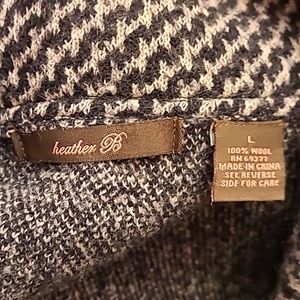 heather B
L
100% WOOL
RN 69377
MADE IN CHINA
SEE REVERSE
SIDE FOR CARE